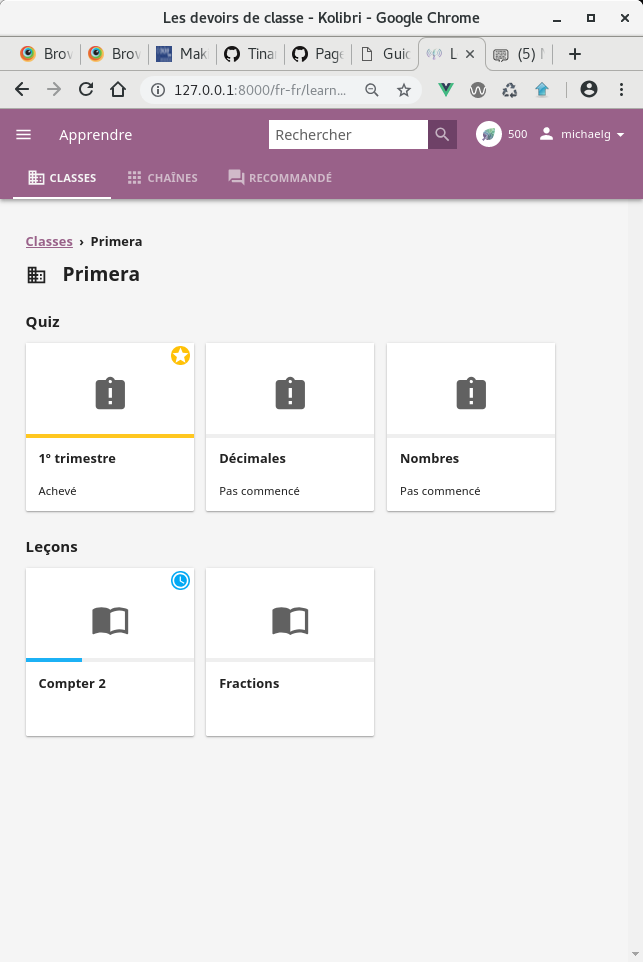 Les devoirs de classe - Kolibri - Google Chrome
Brov
Brov
Mak
Tinar
Page
Guid
L
(5)
127.0.0.1:8000/fr-fr/learn...
Apprendre
Rechercher
500
michaelg
CLASSES
CHAÎNES
RECOMMANDÉ
Classes › Primera
Primera
Quiz
1º trimestre
Achevé
Décimales
Pas commencé
Nombres
Pas commencé
Leçons
Compter 2
Fractions